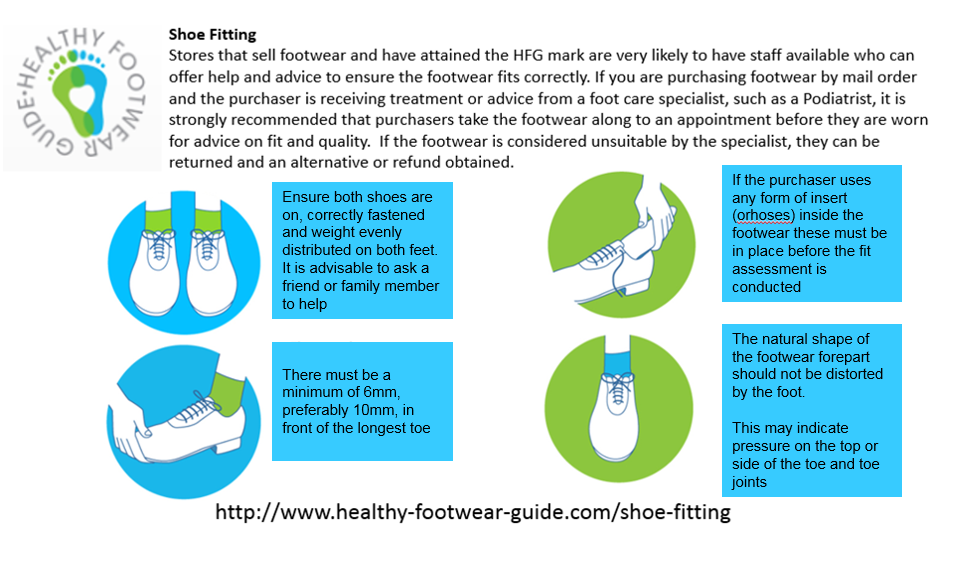 HEALTHY FOOTWEAR GUIDE•
Shoe Fitting
Stores that sell footwear and have attained the HFG mark are very likely to have staff available who can
offer help and advice to ensure the footwear fits correctly. If you are purchasing footwear by mail order
and the purchaser is receiving treatment or advice from a foot care specialist, such as a Podiatrist, it is
strongly recommended that purchasers take the footwear along to an appointment before they are worn
for advice on fit and quality.  If the footwear is considered unsuitable by the specialist, they can be
returned and an alternative or refund obtained.
Ensure both shoes are
on, correctly fastened
and weight evenly
distributed on both feet.
It is advisable to ask a
friend or family member
to help
If the purchaser uses
any form of insert
(orhoses) inside the
footwear these must be
in place before the fit
assessment is
conducted
There must be a
minimum of 6mm,
preferably 10mm, in
front of the longest toe
The natural shape of
the footwear forepart
should not be distorted
by the foot.
This may indicate
pressure on the top or
side of the toe and toe
joints
http://www.healthy-footwear-guide.com/shoe-fitting